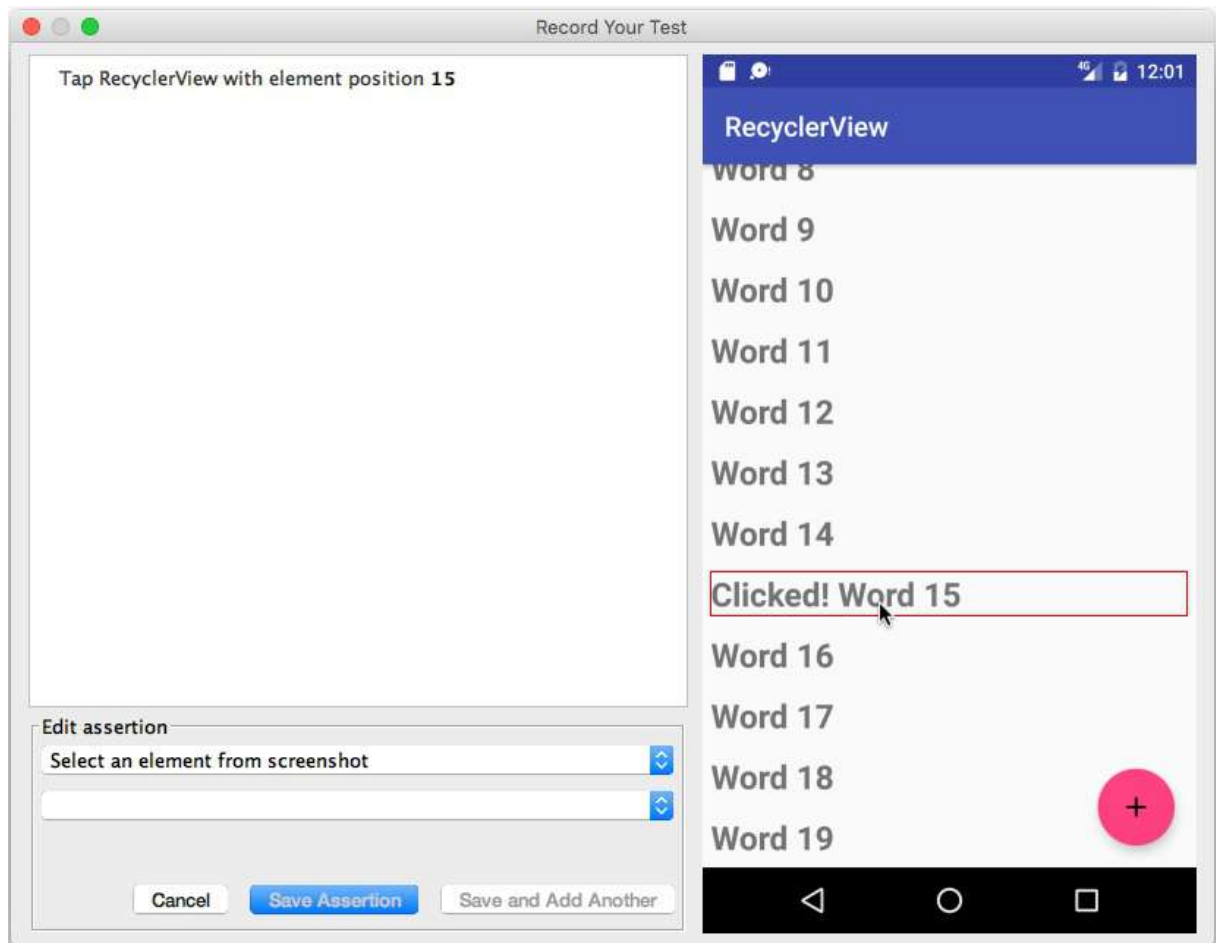 Record Your Test
Tap RecyclerView with element position 15
Edit assertion
Select an element from screenshot
Cancel
Save Assertion
Save and Add Another
4G 12:01
RecyclerView
Word 8
Word 9
Word 10
Word 11
Word 12
Word 13
Word 14
Clicked! Word 15
Word 16
Word 17
Word 18
+
Word 19